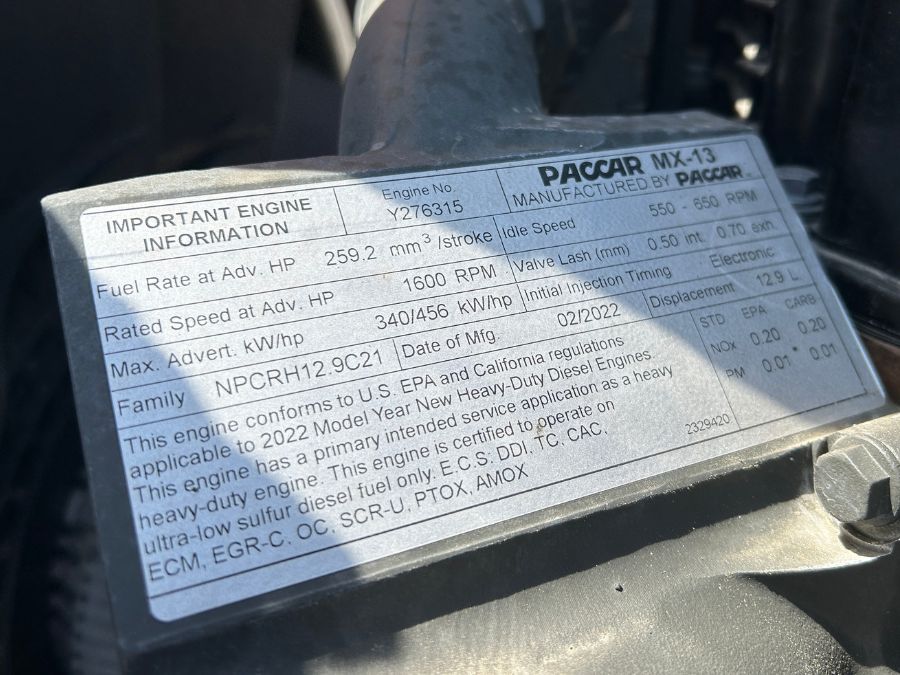 IMPORTANT ENGINE
INFORMATION
Engine No.
Y276315
PACCAR MX-13
MANUFACTURED BY PACCAR
Fuel Rate at Adv. HP 259.2 mm³ /stroke
Idle Speed 550 - 650 RPM
Rated Speed at Adv. HP 1600 RPM
Valve Lash (mm) 0.50 int. 0.70 exh.
Max. Advert. kW/hp 340/456 kW/hp
Initial Injection Timing Electronic
Family NPCRH12.9C21
Date of Mfg. 02/2022
Displacement 12.9 L
This engine conforms to U.S. EPA and California regulations
applicable to 2022 Model Year New Heavy-Duty Diesel Engines.
This engine has a primary intended service application as a heavy
heavy-duty engine. This engine is certified to operate on
ultra-low sulfur diesel fuel only. E.C.S: DDI, TC, CAC,
ECM, EGR-C, OC, SCR-U, PTOX, AMOX
STD EPA CARB
NOx 0.20 0.20
PM 0.01 * 0.01
2329420